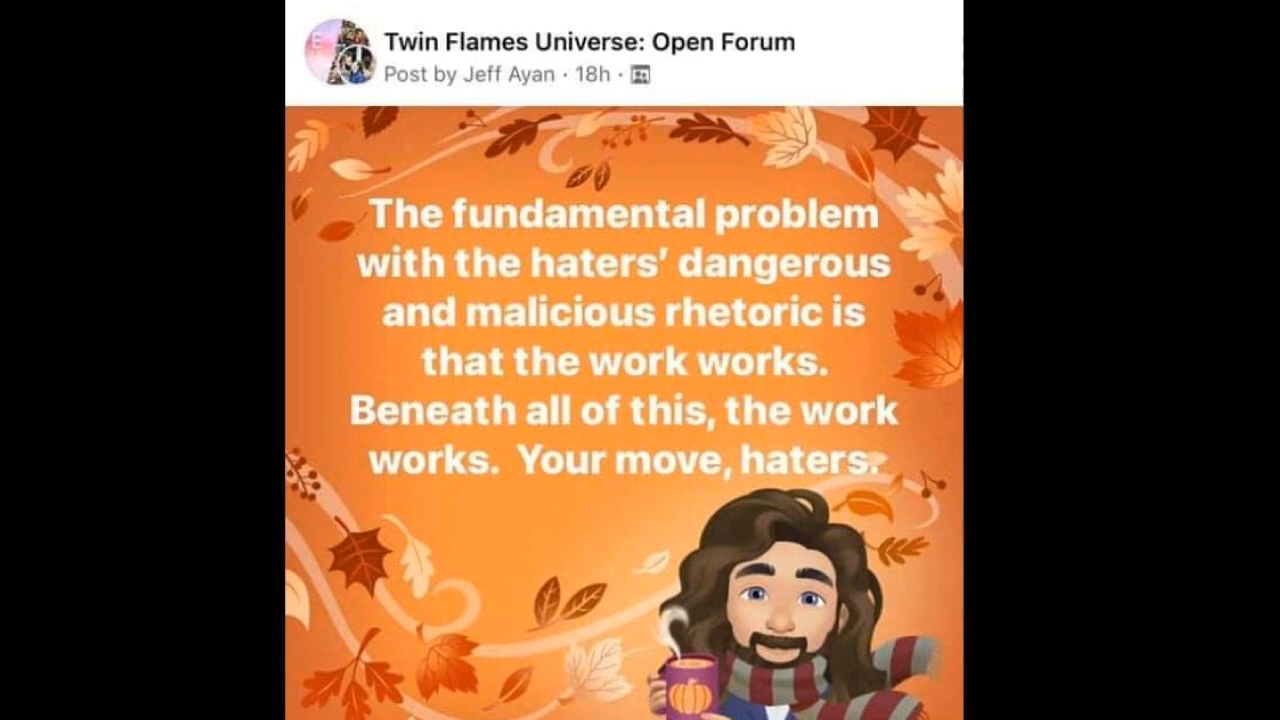 Twin Flames Universe: Open Forum
Post by Jeff Ayan · 18h ·
The fundamental problem
with the haters' dangerous
and malicious rhetoric is
that the work works.
Beneath all of this, the work
works.  Your move, haters.